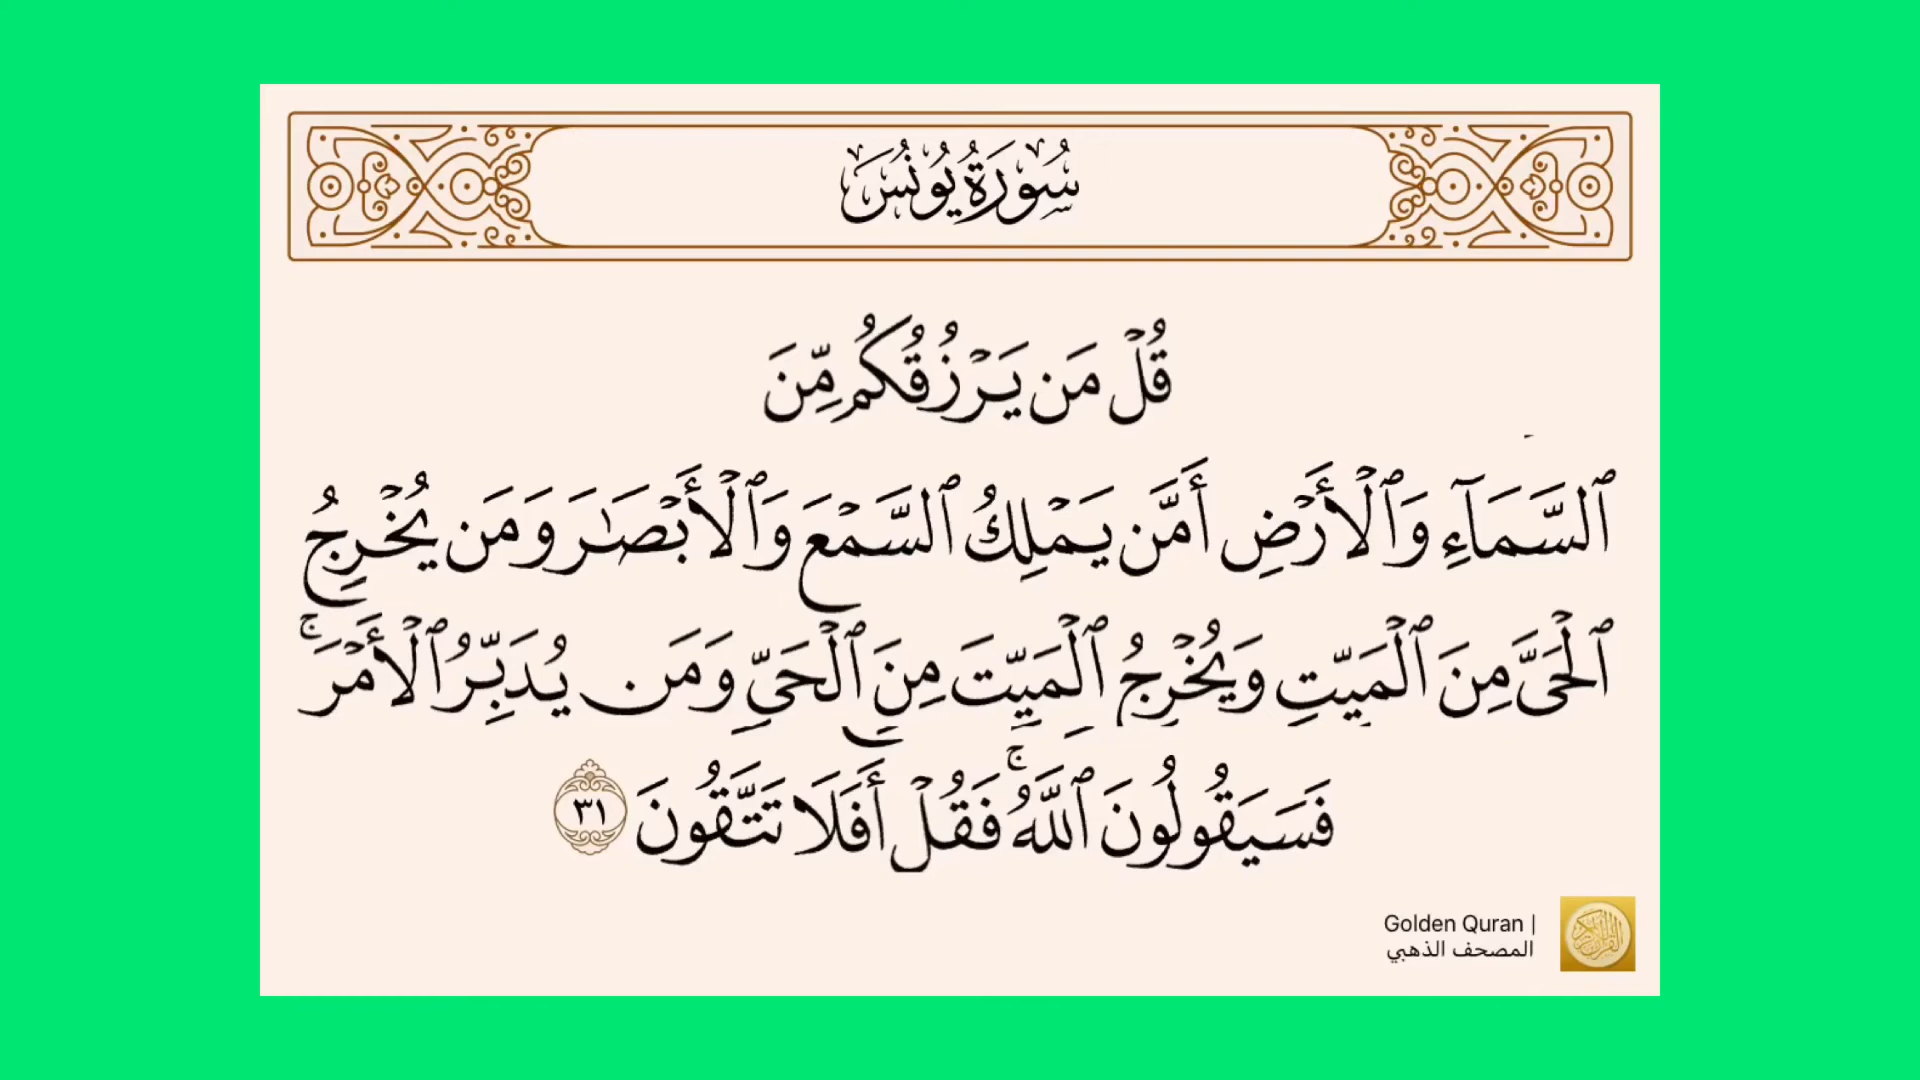 سُورَةُ يُونُسَ
قُلۡ مَن يَرۡزُقُكُم مِّنَ
ٱلسَّمَآءِ وَٱلۡأَرۡضِ أَمَّن يَمۡلِكُ ٱلسَّمۡعَ وَٱلۡأَبۡصَٰرَ وَمَن يُخۡرِجُ
ٱلۡحَيَّ مِنَ ٱلۡمَيِّتِ وَيُخۡرِجُ ٱلۡمَيِّتَ مِنَ ٱلۡحَيِّ وَمَن يُدَبِّرُ ٱلۡأَمۡرَۚ
فَسَيَقُولُونَ ٱللَّهُۚ فَقُلۡ أَفَلَا تَتَّقُونَ ٣١
Golden Quran |
المصحف الذهبي